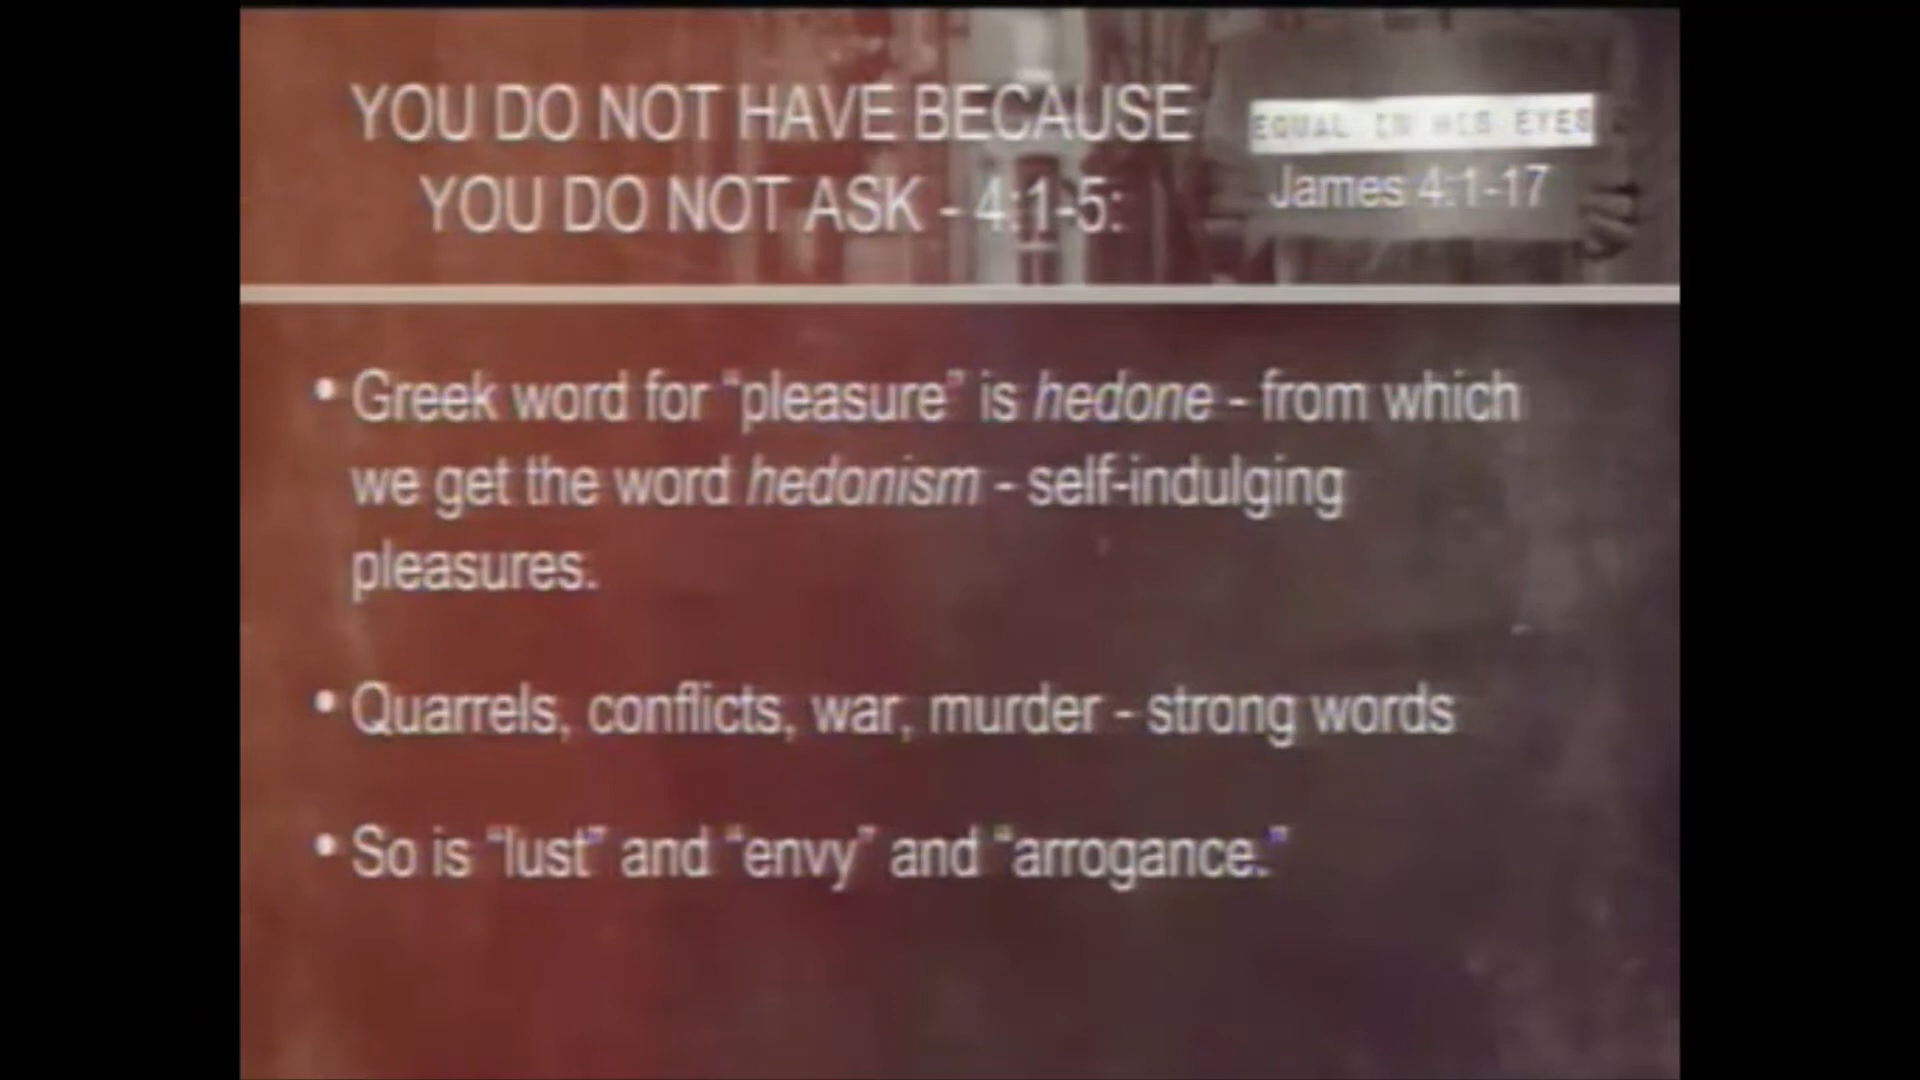 YOU DO NOT HAVE BECAUSE
YOU DO NOT ASK - 4:1-5:
EQUAL IN HIS EYES
James 4:1-17
• Greek word for "pleasure" is hedone - from which
we get the word hedonism - self-indulging
pleasures.
• Quarrels, conflicts, war, murder - strong words
• So is "lust" and "envy" and "arrogance."